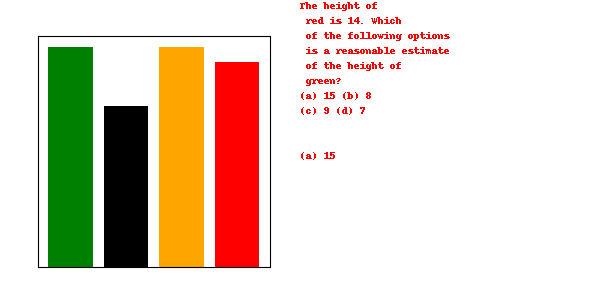 The height of
red is 14. Which
of the following options
is a reasonable estimate
of the height of
green?
(a) 15 (b) 8
(c) 9 (d) 7
(a) 15